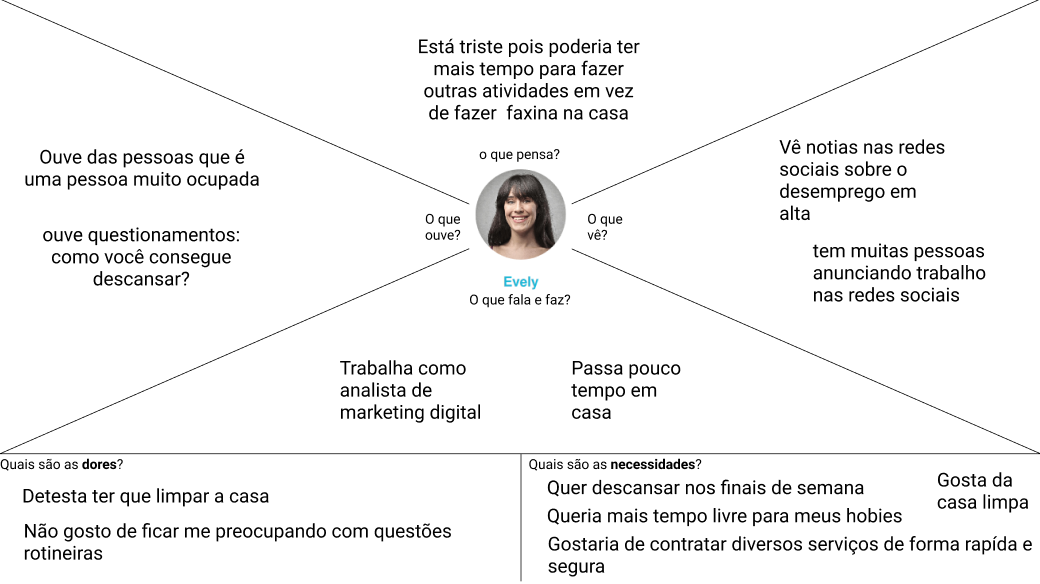 Está triste pois poderia ter
mais tempo para fazer
outras atividades em vez
de fazer  faxina na casa
o que pensa?
Ouve das pessoas que é
uma pessoa muito ocupada
ouve questionamentos:
como você consegue
descansar?
O que
ouve?
O que
vê?
Vê notias nas redes
sociais sobre o
desemprego em
alta
tem muitas pessoas
anunciando trabalho
nas redes sociais
Evely
O que fala e faz?
Trabalha como
analista de
marketing digital
Passa pouco
tempo em
casa
Quais são as dores?
Detesta ter que limpar a casa
Não gosto de ficar me preocupando com questões
rotineiras
Quais são as necessidades?
Quer descansar nos finais de semana
Queria mais tempo livre para meus hobies
Gostaria de contratar diversos serviços de forma rapída e
segura
Gosta da
casa limpa